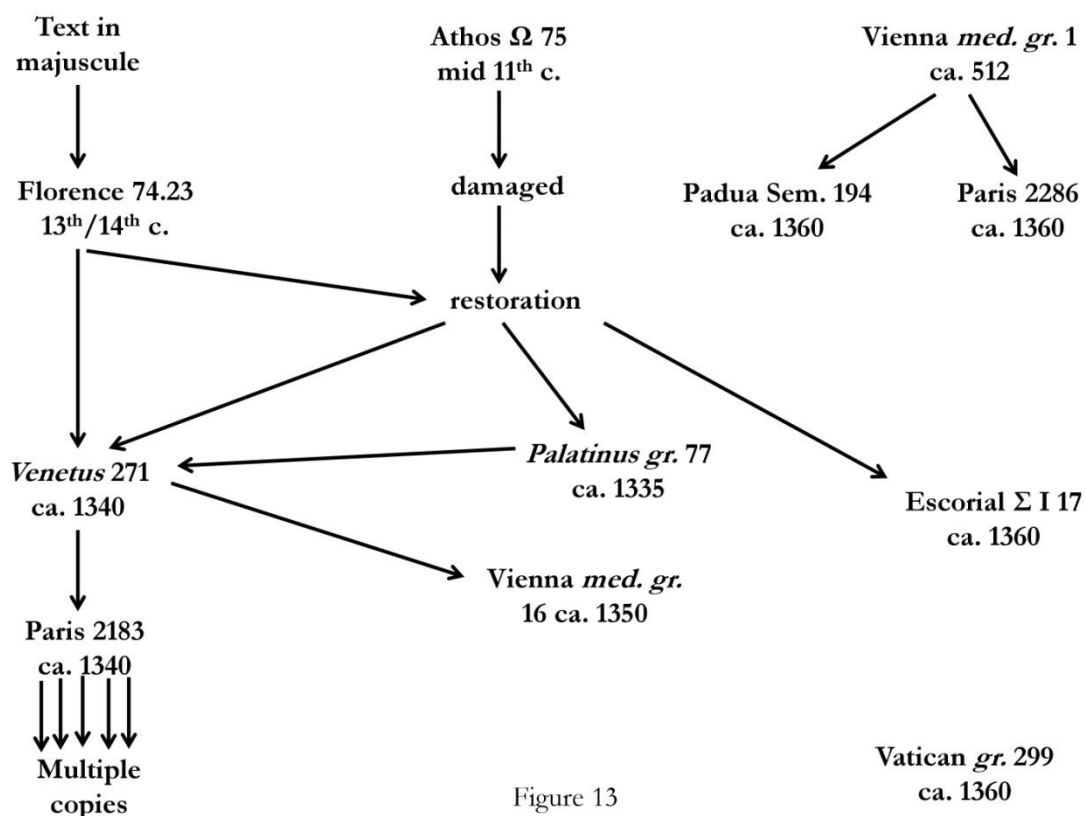 Text in
majuscule
Athos Ω 75
mid 11th c.
Vienna med. gr. 1
ca. 512
Florence 74.23
13th/14th c.
damaged
Padua Sem. 194
ca. 1360
Paris 2286
ca. 1360
restoration
Venetus 271
ca. 1340
Palatinus gr. 77
ca. 1335
Escorial Σ I 17
ca. 1360
Vienna med. gr.
16 ca. 1350
Paris 2183
ca. 1340
Multiple
copies
Figure 13
Vatican gr. 299
ca. 1360